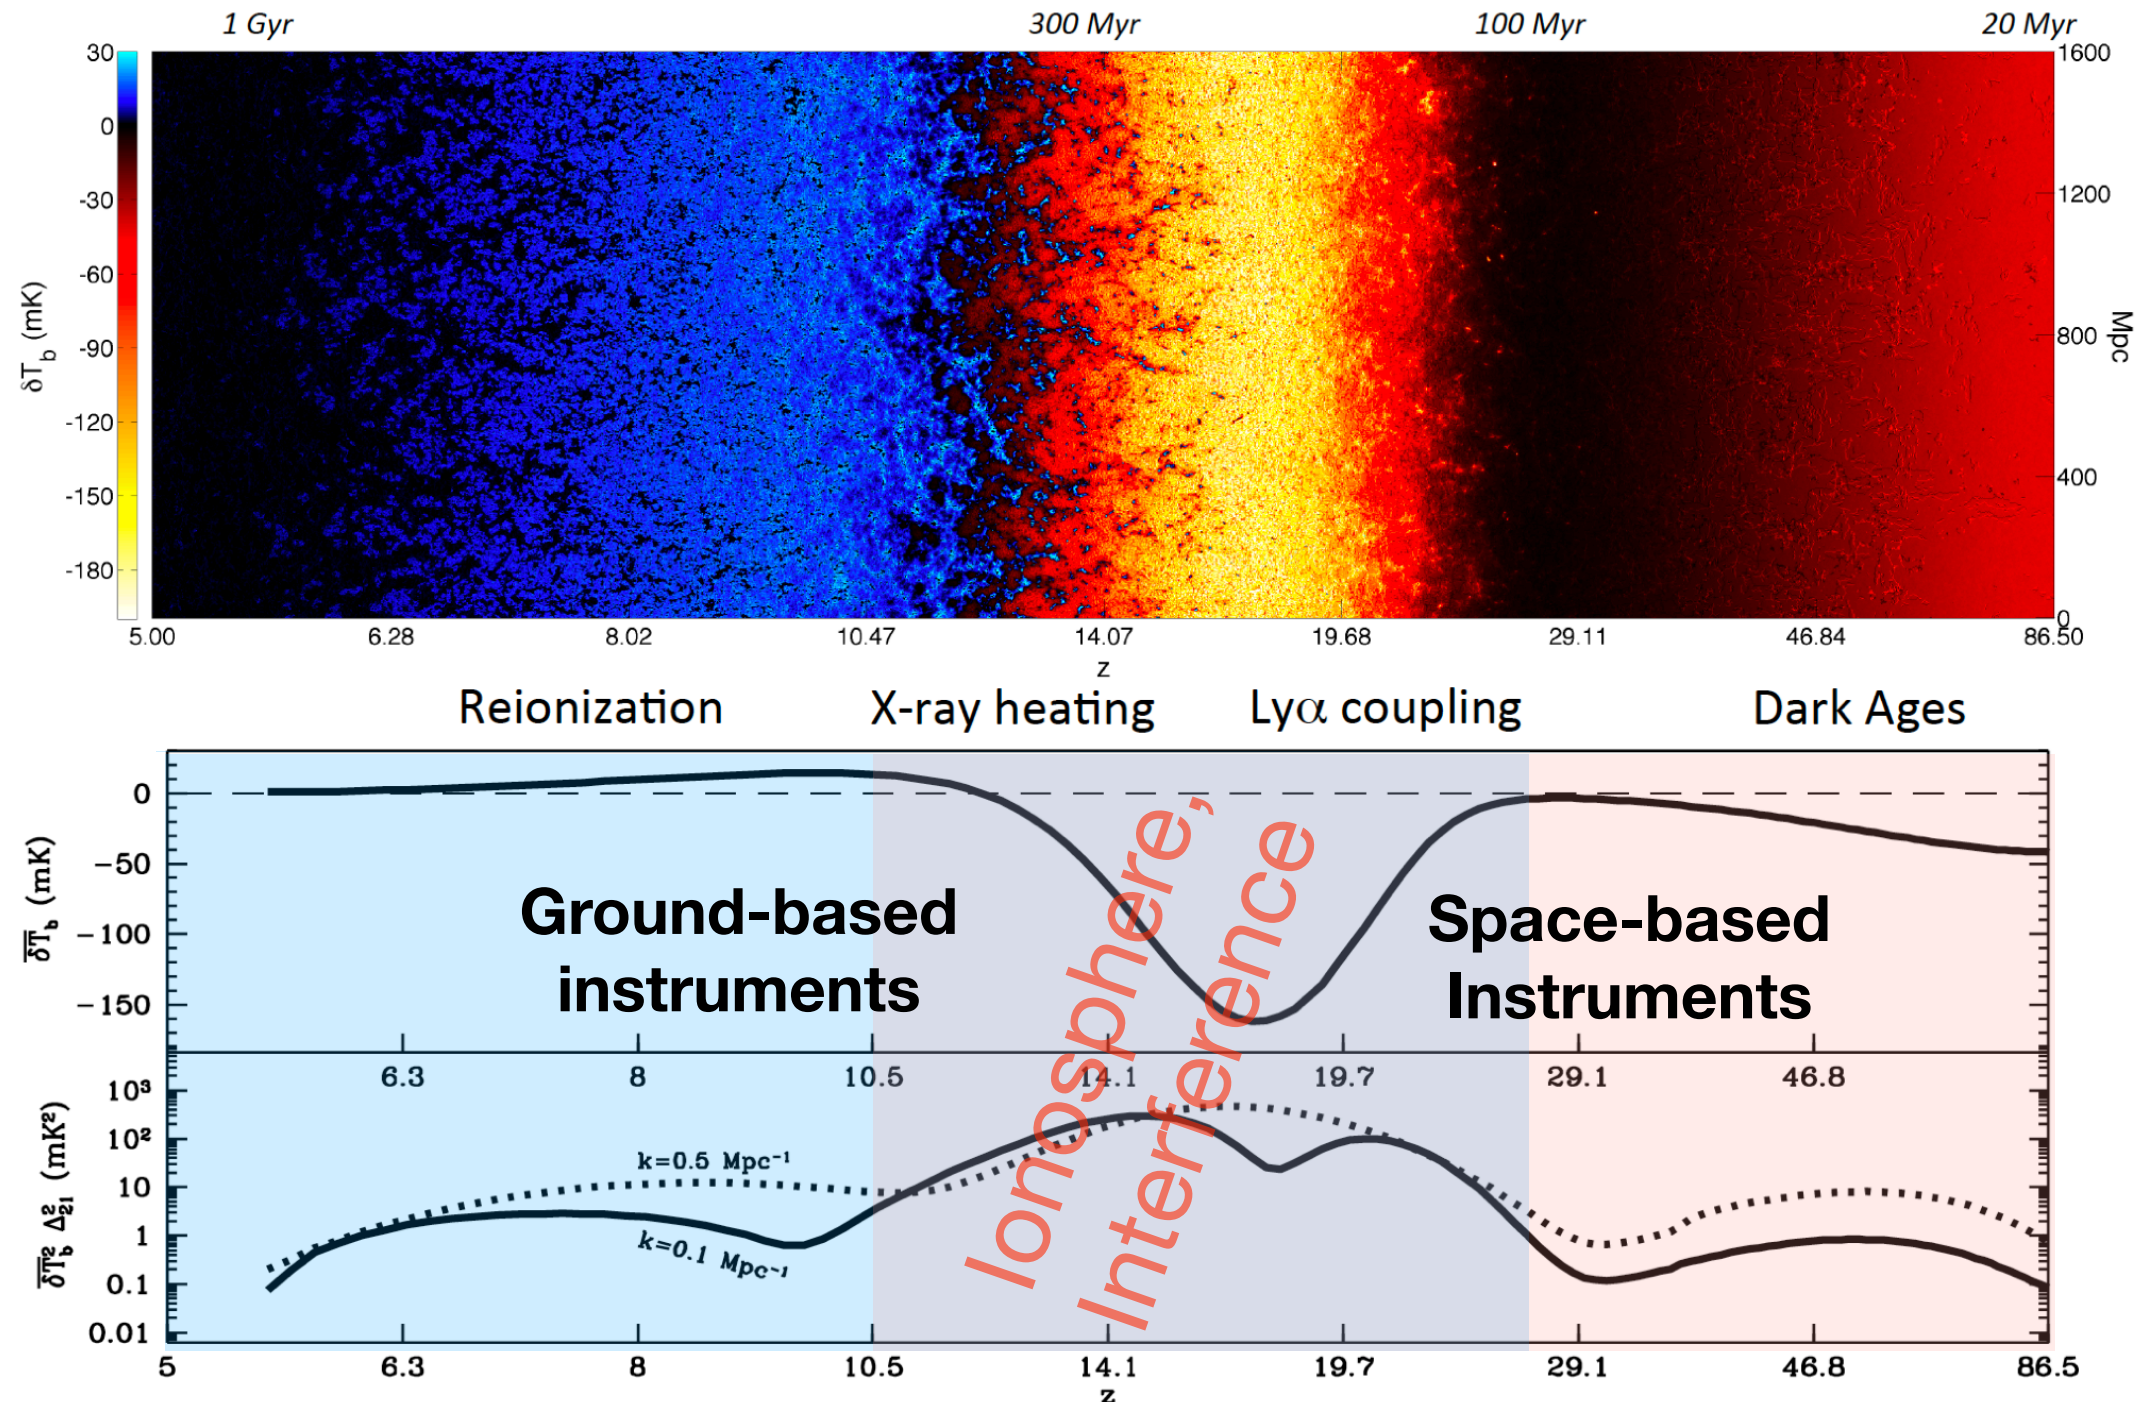 1 Gyr 300 Myr 100 Myr 20 Myr
30 1600
0
-30 1200
-60
-90 800
-120
-150 400
-180
0
δT_b (mK)
Mpc
5.00 6.28 8.02 10.47 14.07 19.68 29.11 46.84 86.50
z
Reionization X-ray heating Lyα coupling Dark Ages
0
−50
−100
−150
δT̅_b (mK)
Ground-based
instruments
Space-based
Instruments
Ionosphere,
Interference
6.3 8 10.5 14.1 19.7 29.1 46.8
10³
10²
10
1
0.1
0.01
δT̅_b² Δ²₂₁ (mK²)
k=0.5 Mpc⁻¹
k=0.1 Mpc⁻¹
5 6.3 8 10.5 14.1 19.7 29.1 46.8 86.5
z